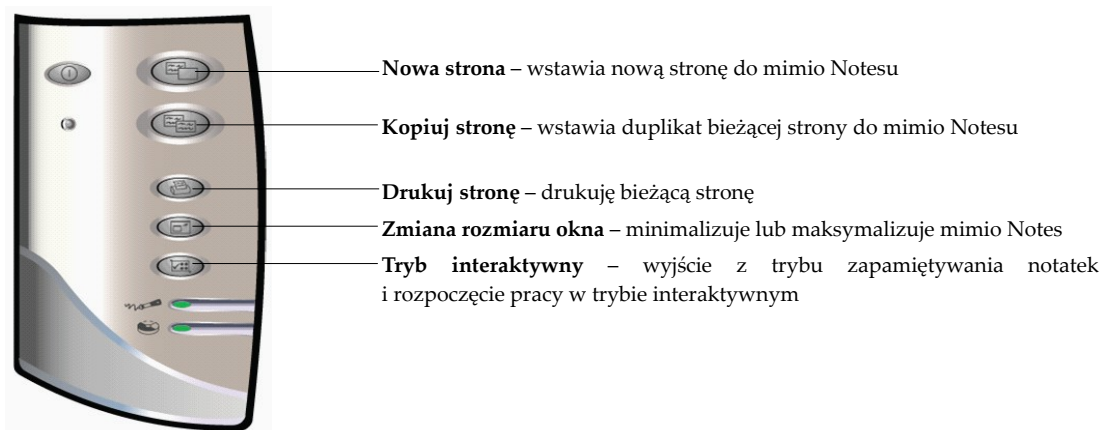 Nowa strona – wstawia nową stronę do mimio Notesu
Kopiuj stronę – wstawia duplikat bieżącej strony do mimio Notesu
Drukuj stronę – drukuję bieżącą stronę
Zmiana rozmiaru okna – minimalizuje lub maksymalizuje mimio Notes
Tryb interaktywny – wyjście z trybu zapamiętywania notatek
i rozpoczęcie pracy w trybie interaktywnym